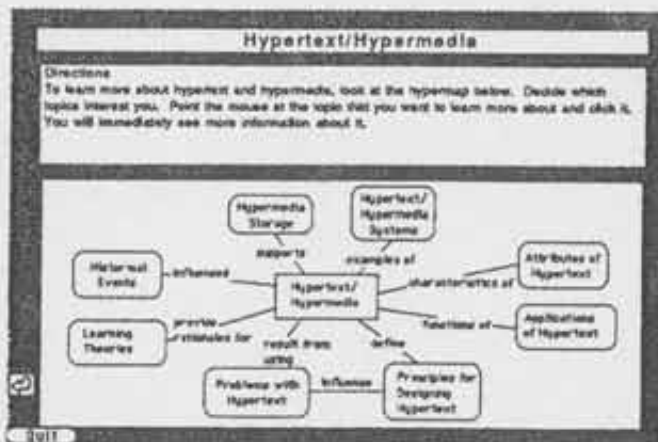 Hypertext/Hypermedia
Directions
To learn more about hypertext and hypermedia, look at the hypermap below. Decide which
topics interest you. Point the mouse at the topic that you want to learn more about and click it.
You will immediately see more information about it.
Hypermedia
Storage
Hypertext/
Hypermedia
Systems
supports
examples of
Historical
Events
influenced
Attributes of
Hypertext
characteristics of
Hypertext/
Hypermedia
Learning
Theories
provide
rationales for
functions of
Applications
of Hypertext
result from
using
define
Problems with
Hypertext
influence
Principles for
Designing
Hypertext
Quit